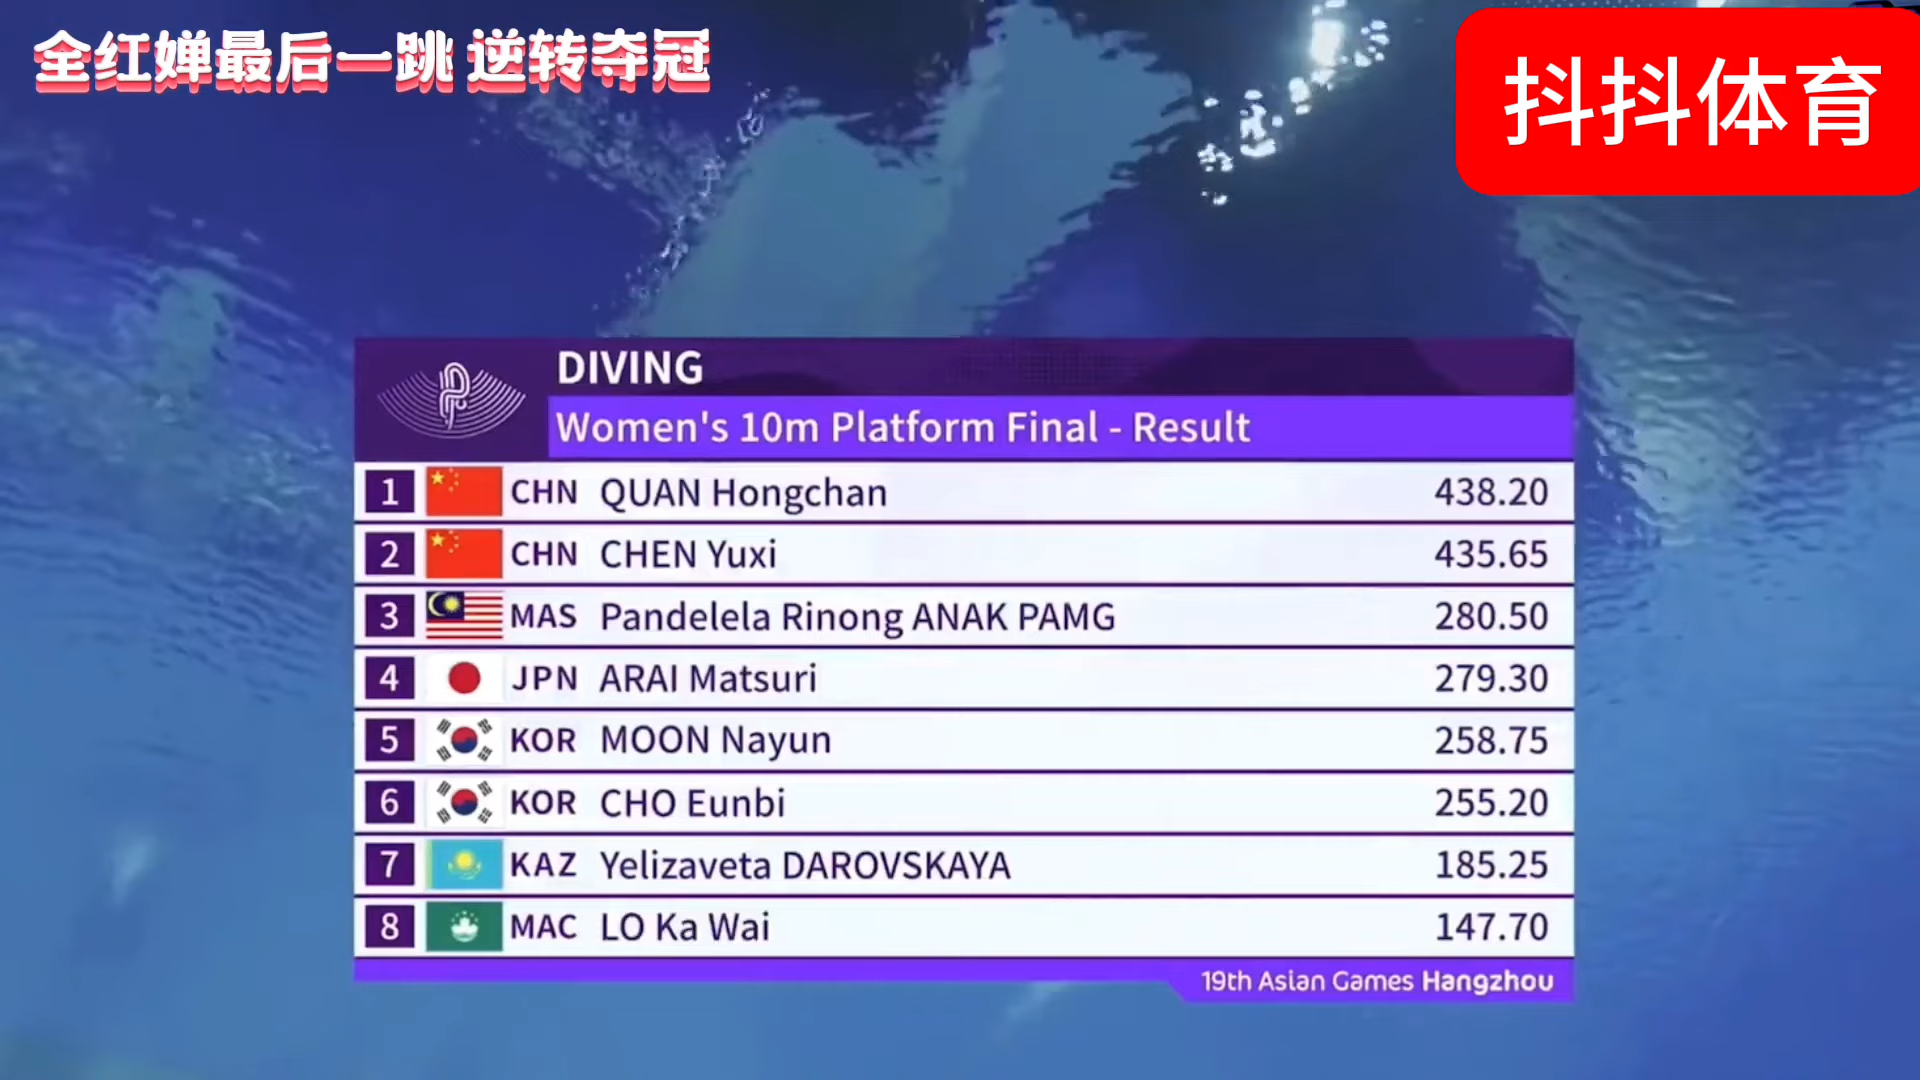 全红婵最后一跳 逆转夺冠
抖抖体育
DIVING
Women's 10m Platform Final - Result
1 CHN QUAN Hongchan 438.20
2 CHN CHEN Yuxi 435.65
3 MAS Pandelela Rinong ANAK PAMG 280.50
4 JPN ARAI Matsuri 279.30
5 KOR MOON Nayun 258.75
6 KOR CHO Eunbi 255.20
7 KAZ Yelizaveta DAROVSKAYA 185.25
8 MAC LO Ka Wai 147.70
19th Asian Games Hangzhou